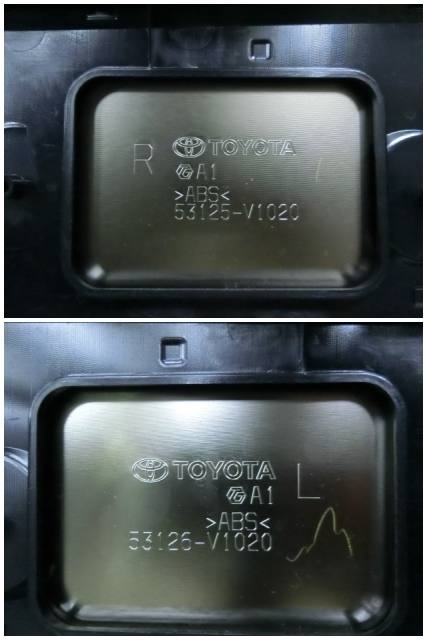 R TOYOTA
A1
>ABS<
53125-V1020
TOYOTA L
A1
>ABS<
53126-V1020